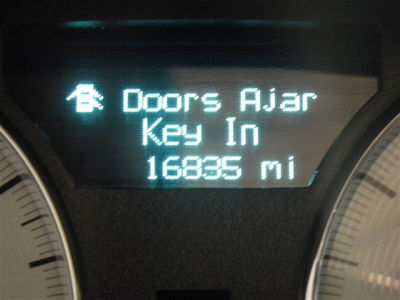 Doors Ajar
Key In
16835 mi